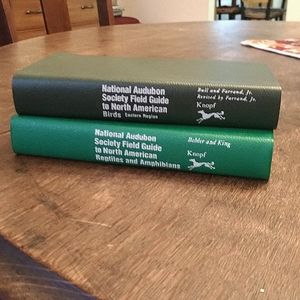 National Audubon
Society Field Guide
to North American
Birds Eastern Region
Bull and Farrand, Jr.
Revised by Farrand, Jr.
Knopf
National Audubon
Society Field Guide
to North American
Reptiles and Amphibians
Behler and King
Knopf